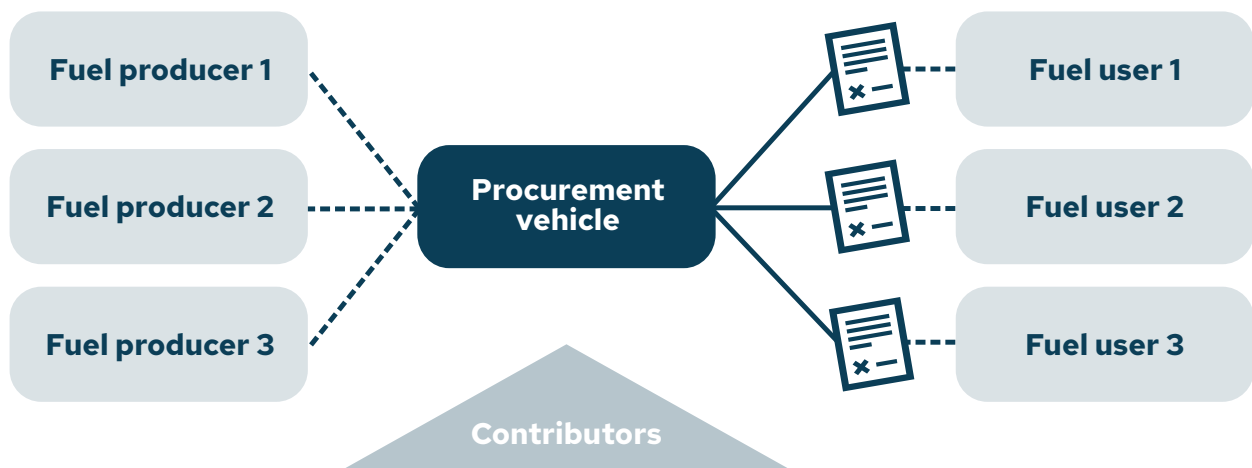 Fuel producer 1
Fuel user 1
Procurement
vehicle
Fuel producer 2
Fuel user 2
Fuel producer 3
Fuel user 3
Contributors